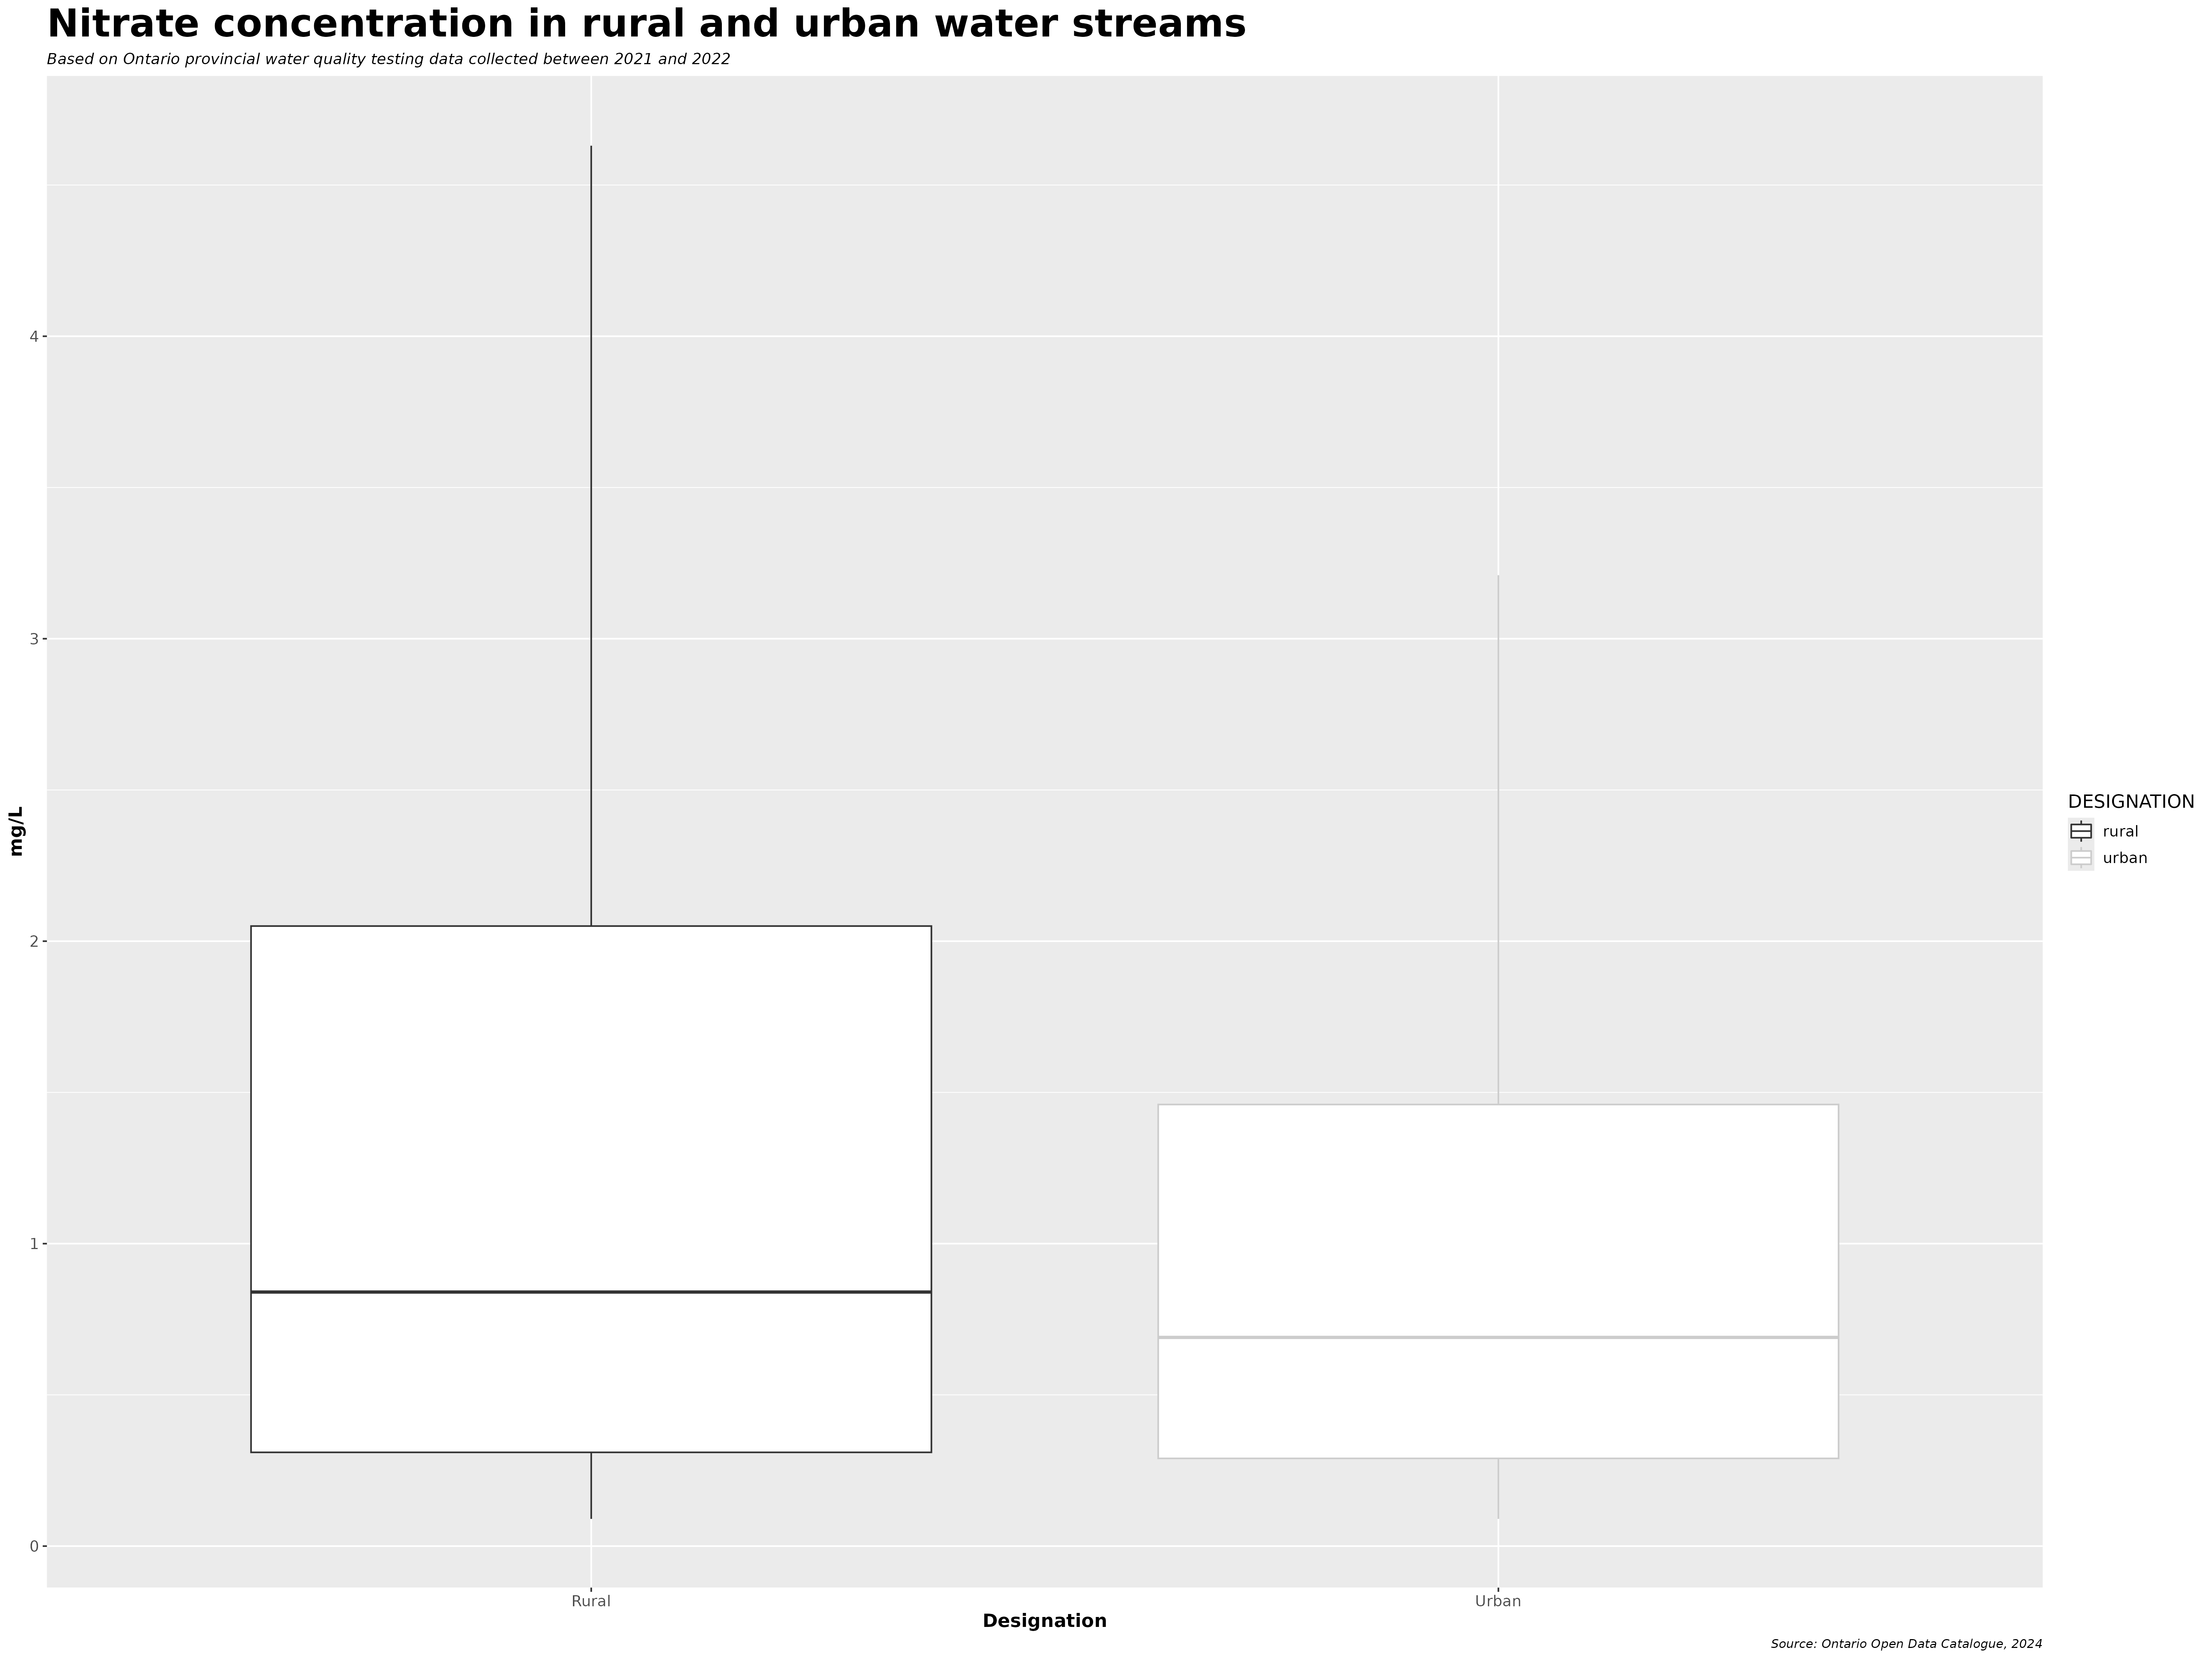 Nitrate concentration in rural and urban water streams
Based on Ontario provincial water quality testing data collected between 2021 and 2022
4
3
2
1
0
mg/L
Rural
Urban
Designation
DESIGNATION
rural
urban
Source: Ontario Open Data Catalogue, 2024